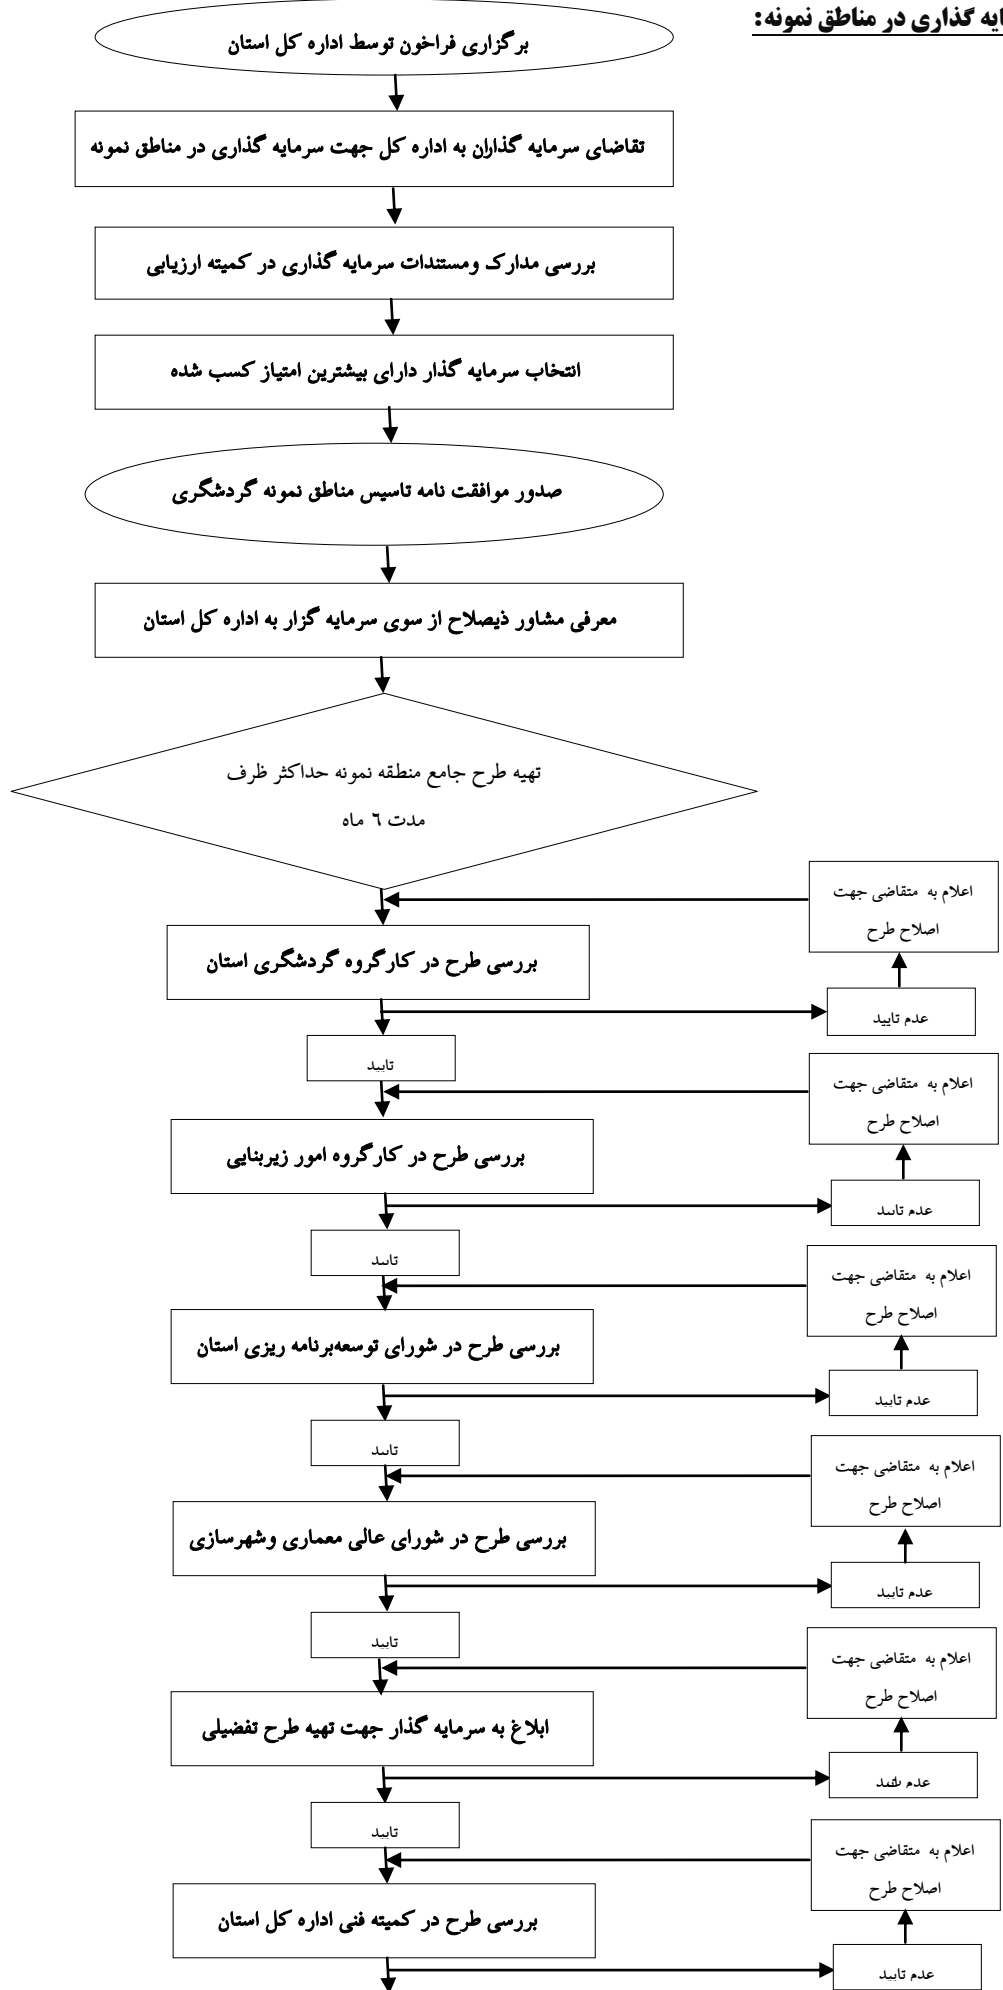 ایه گذاری در مناطق نمونه:
برگزاری فراخون توسط اداره کل استان
تقاضای سرمایه گذاران به اداره کل جهت سرمایه گذاری در مناطق نمونه
بررسی مدارک ومستندات سرمایه گذاری در کمیته ارزیابی
انتخاب سرمایه گذار دارای بیشترین امتیاز کسب شده
صدور موافقت نامه تاسیس مناطق نمونه گردشگری
معرفی مشاور ذیصلاح از سوی سرمایه گزار به اداره کل استان
تهیه طرح جامع منطقه نمونه حداکثر ظرف
مدت ٦ ماه
اعلام به متقاضی جهت
اصلاح طرح
بررسی طرح در کارگروه گردشگری استان
عدم تایید
تایید
اعلام به متقاضی جهت
اصلاح طرح
بررسی طرح در کارگروه امور زیربنایی
عدم تایید
تایید
اعلام به متقاضی جهت
اصلاح طرح
بررسی طرح در شورای توسعهبرنامه ریزی استان
عدم تایید
تایید
اعلام به متقاضی جهت
اصلاح طرح
بررسی طرح در شورای عالی معماری وشهرسازی
عدم تایید
تایید
اعلام به متقاضی جهت
اصلاح طرح
ابلاغ به سرمایه گذار جهت تهیه طرح تفضیلی
عدم
تایید
اعلام به متقاضی جهت
اصلاح طرح
بررسی طرح در کمیته فنی اداره کل استان
عدم تایید